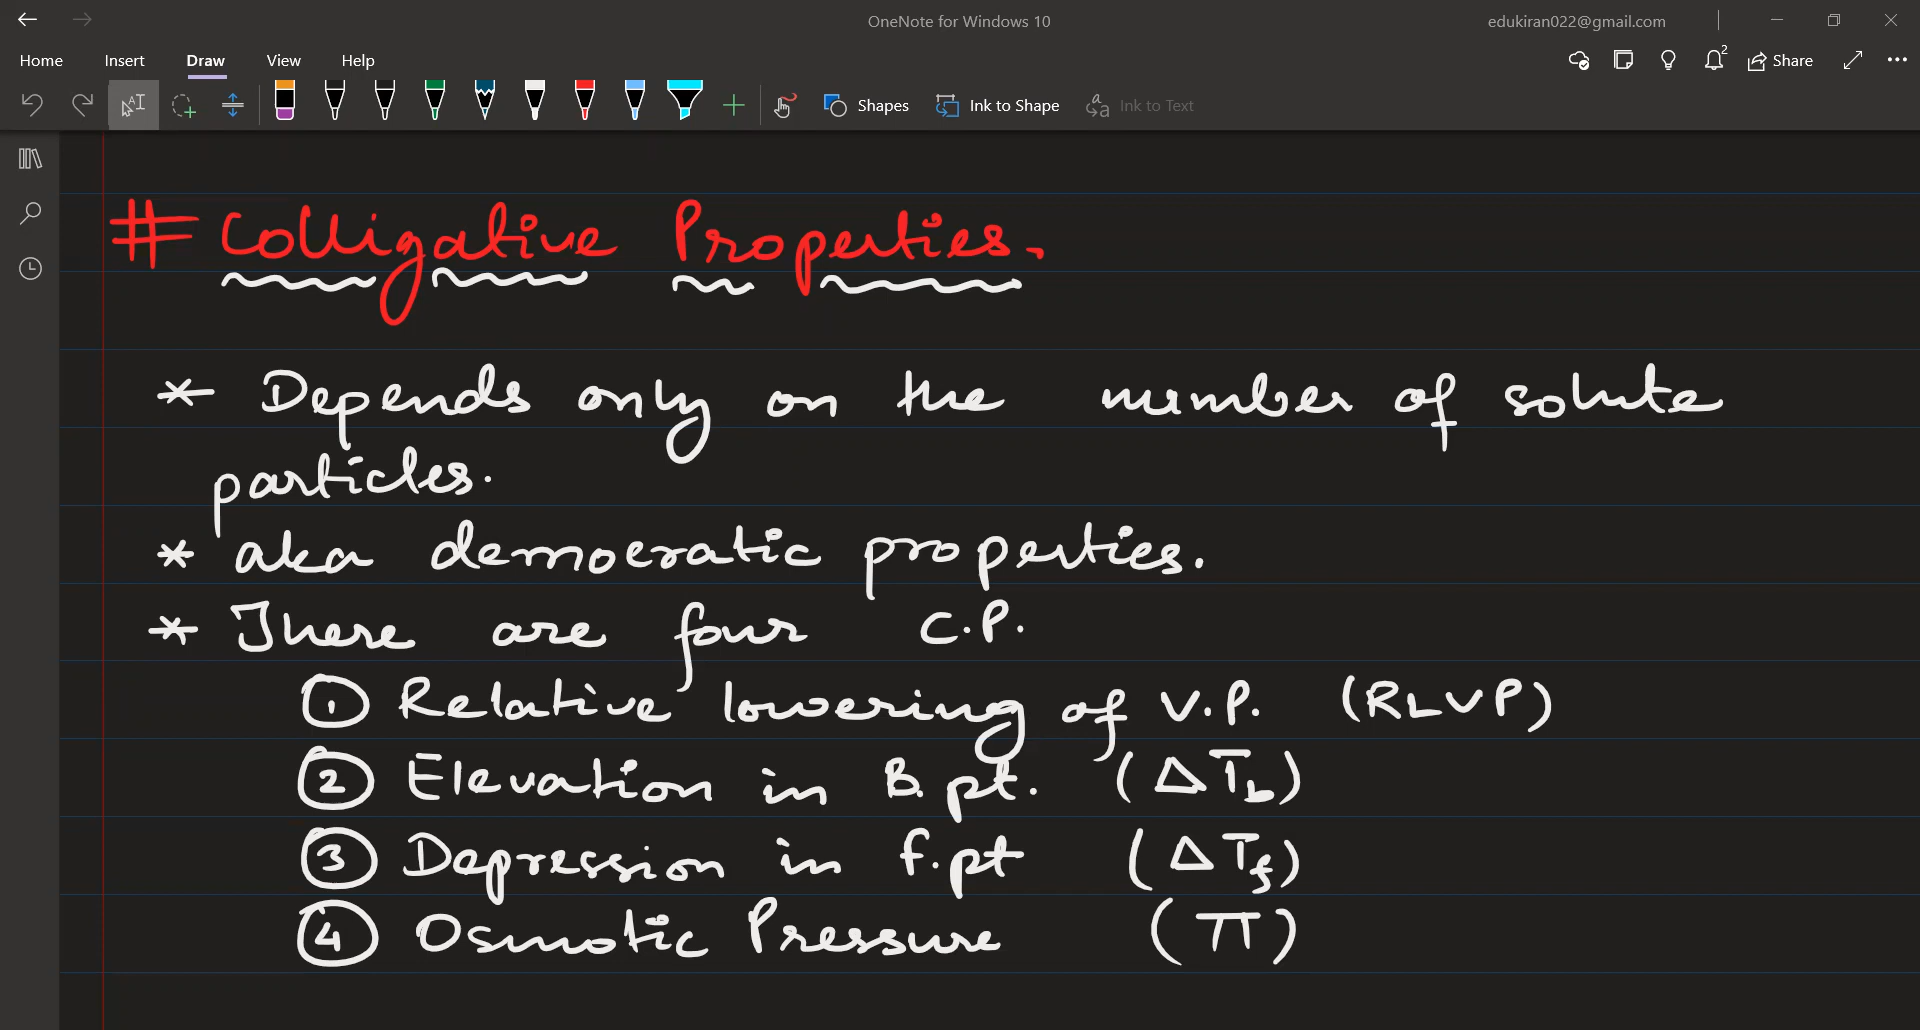 OneNote for Windows 10
edukiran022@gmail.com
Home Insert Draw View Help
2 Share
Shapes Ink to Shape Ink to Text
# Colligative Properties.
* Depends only on the number of solute
particles.
* aka democratic properties.
* There are four C.P.
① Relative lowering of V.P. (RLVP)
② Elevation in B.pt. (ΔTb)
③ Depression in f.pt (ΔTf)
④ Osmotic Pressure (π)